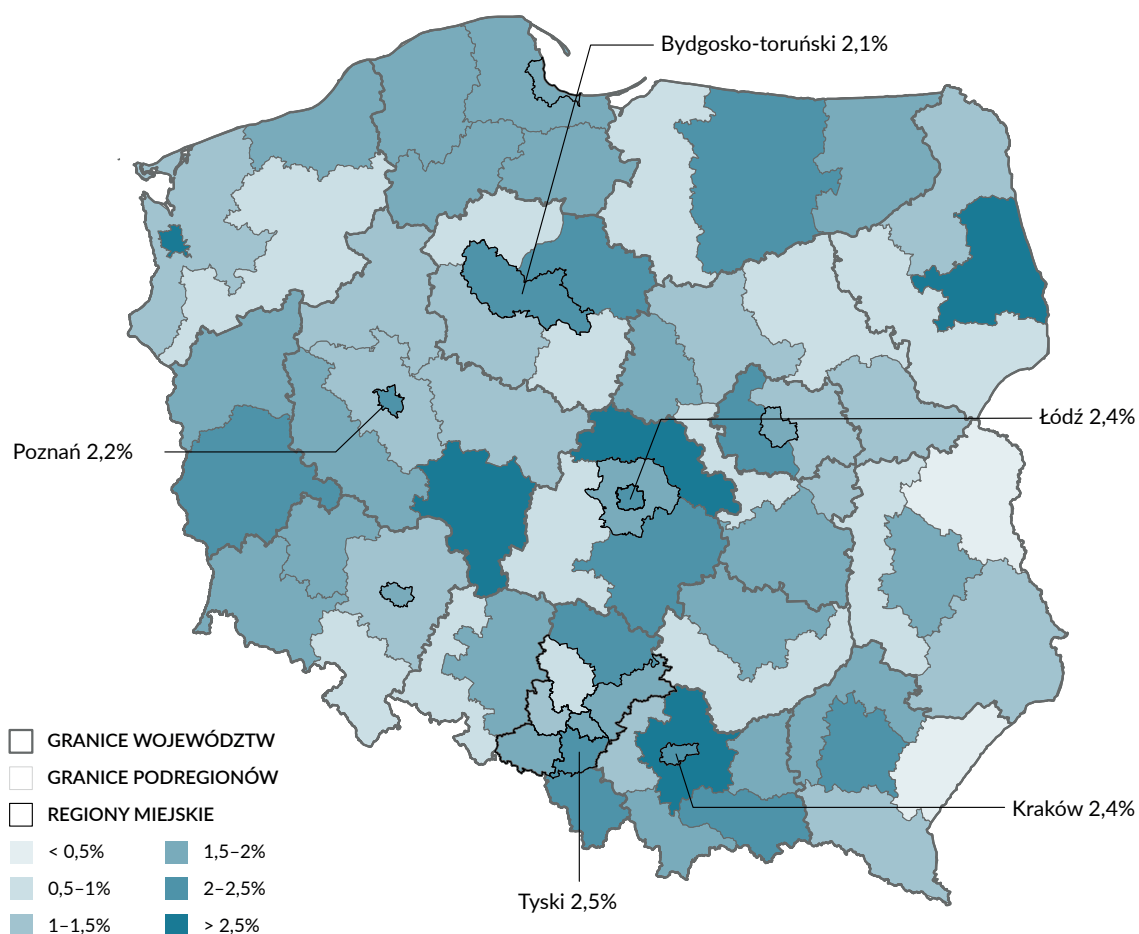 Bydgosko-toruński 2,1%
Łódź 2,4%
Poznań 2,2%
GRANICE WOJEWÓDZTW
GRANICE PODREGIONÓW
REGIONY MIEJSKIE
< 0,5%
1,5–2%
0,5–1%
2–2,5%
1–1,5%
> 2,5%
Kraków 2,4%
Tyski 2,5%